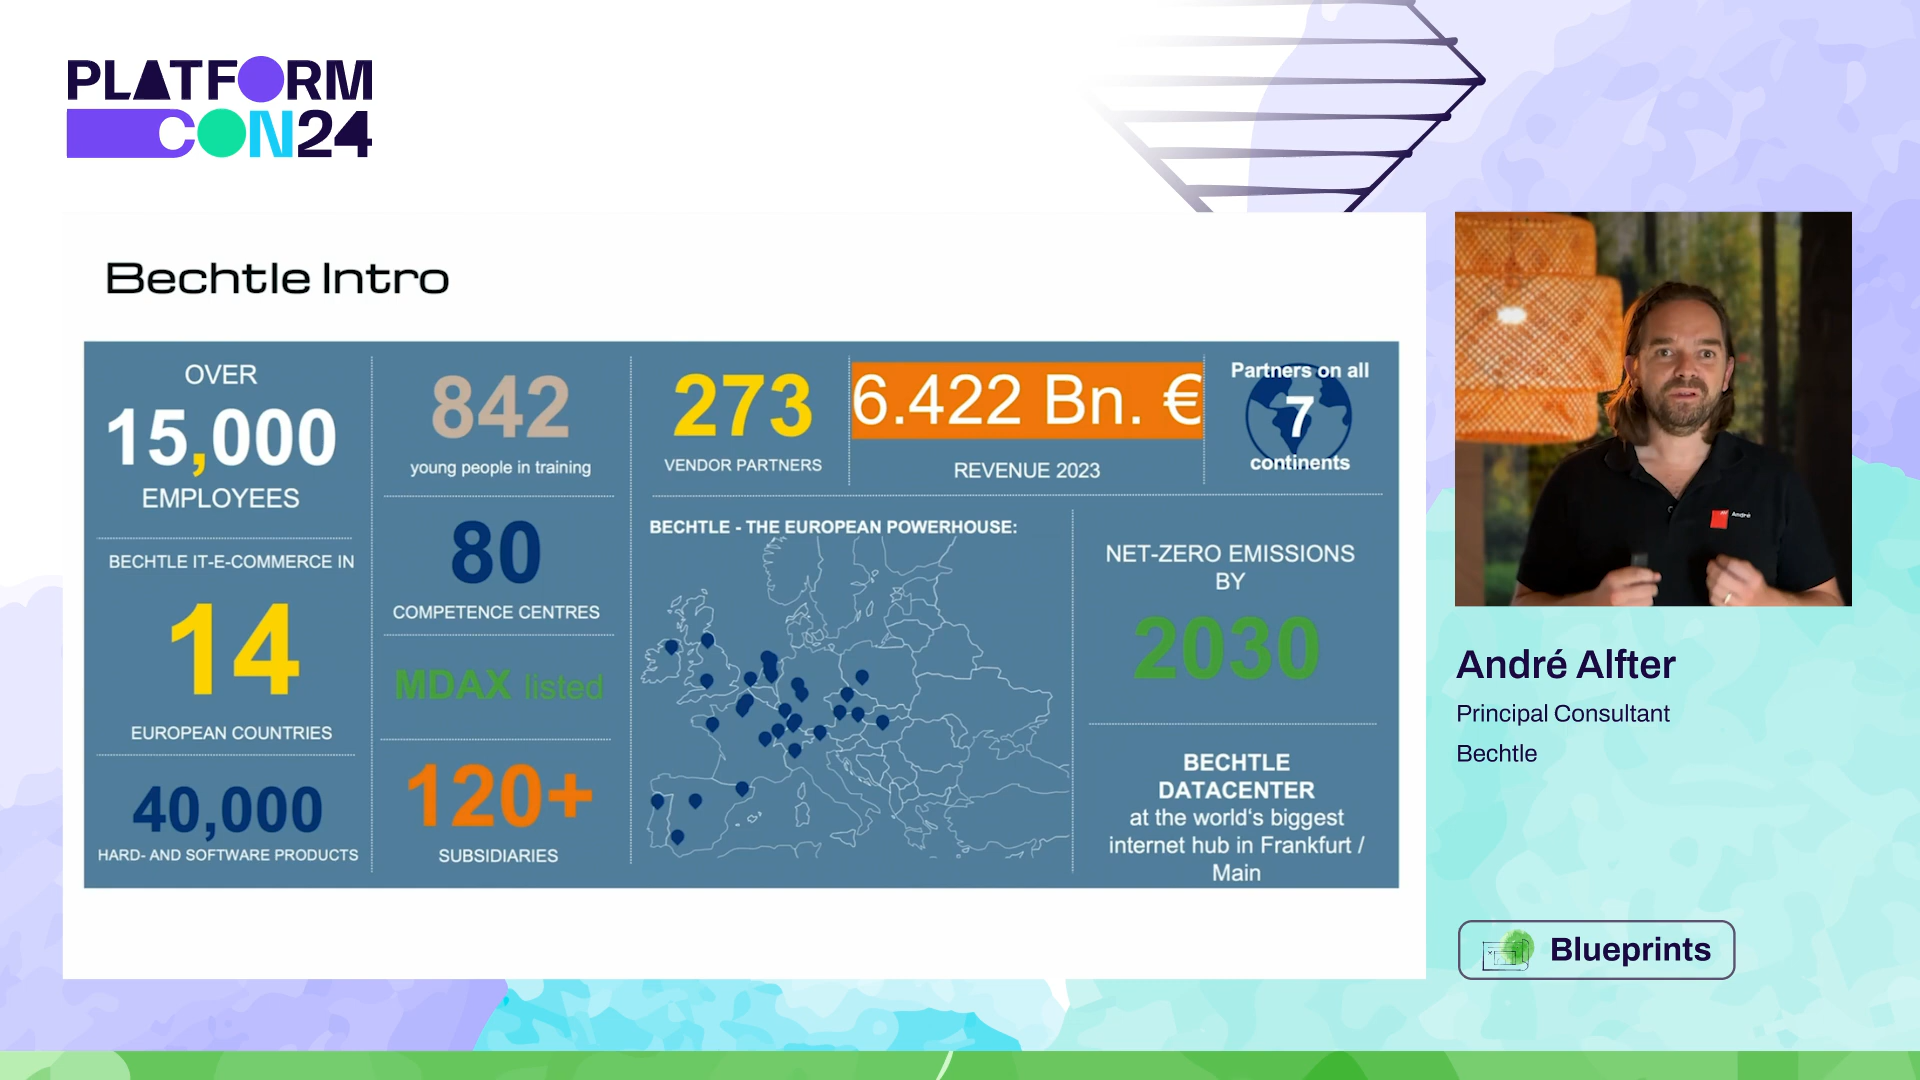 PLATFORM
CON24
Bechtle Intro
OVER
15,000
EMPLOYEES
BECHTLE IT-E-COMMERCE IN
14
EUROPEAN COUNTRIES
40,000
HARD- AND SOFTWARE PRODUCTS
842
young people in training
80
COMPETENCE CENTRES
MDAX listed
120+
SUBSIDIARIES
273
VENDOR PARTNERS
6.422 Bn. €
REVENUE 2023
Partners on all
7
continents
BECHTLE - THE EUROPEAN POWERHOUSE:
NET-ZERO EMISSIONS
BY
2030
BECHTLE
DATACENTER
at the world‘s biggest
internet hub in Frankfurt /
Main
André
André Alfter
Principal Consultant
Bechtle
Blueprints